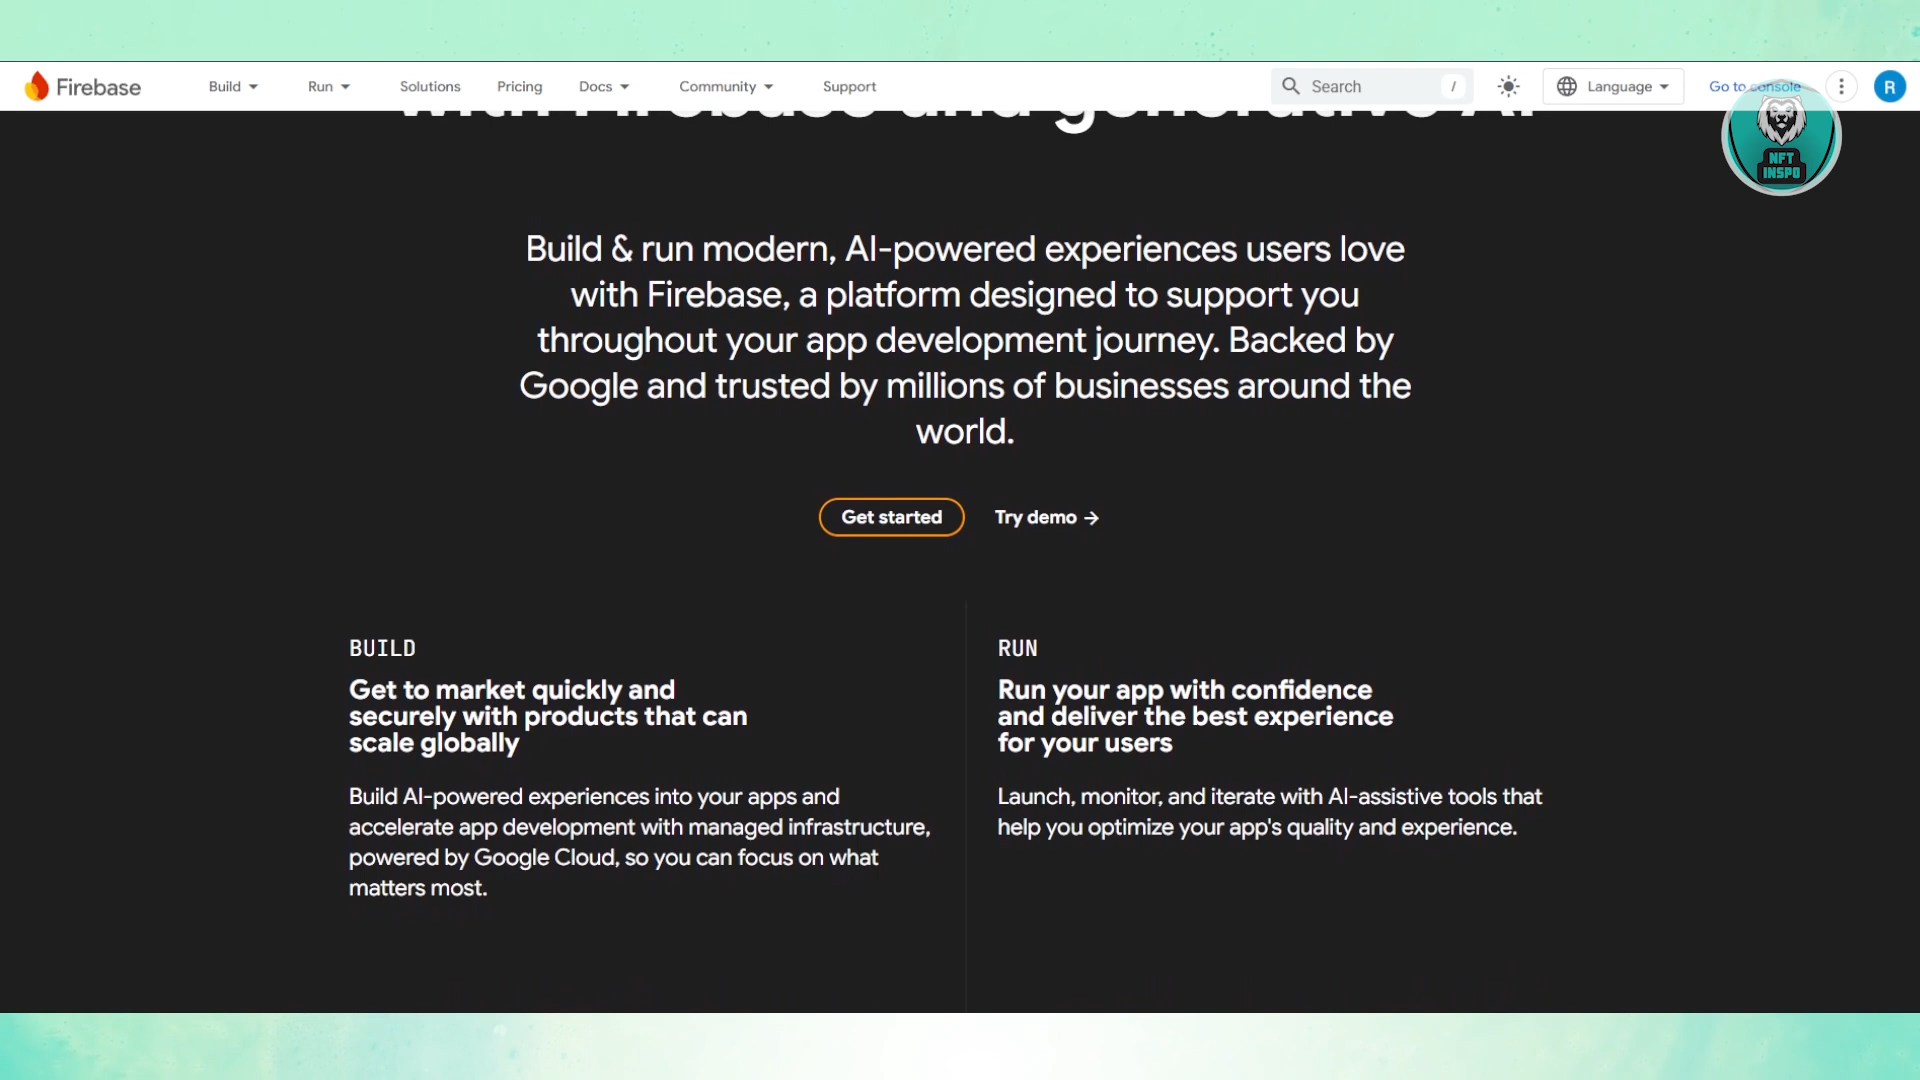 Firebase
Build
Run
Solutions
Pricing
Docs
Community
Support
Search
/
Language
Go to console
R
with Firebase and generative AI
NFT
INSPO
Build & run modern, AI-powered experiences users love
with Firebase, a platform designed to support you
throughout your app development journey. Backed by
Google and trusted by millions of businesses around the
world.
Get started
Try demo →
BUILD
Get to market quickly and
securely with products that can
scale globally
Build AI-powered experiences into your apps and
accelerate app development with managed infrastructure,
powered by Google Cloud, so you can focus on what
matters most.
RUN
Run your app with confidence
and deliver the best experience
for your users
Launch, monitor, and iterate with AI-assistive tools that
help you optimize your app's quality and experience.